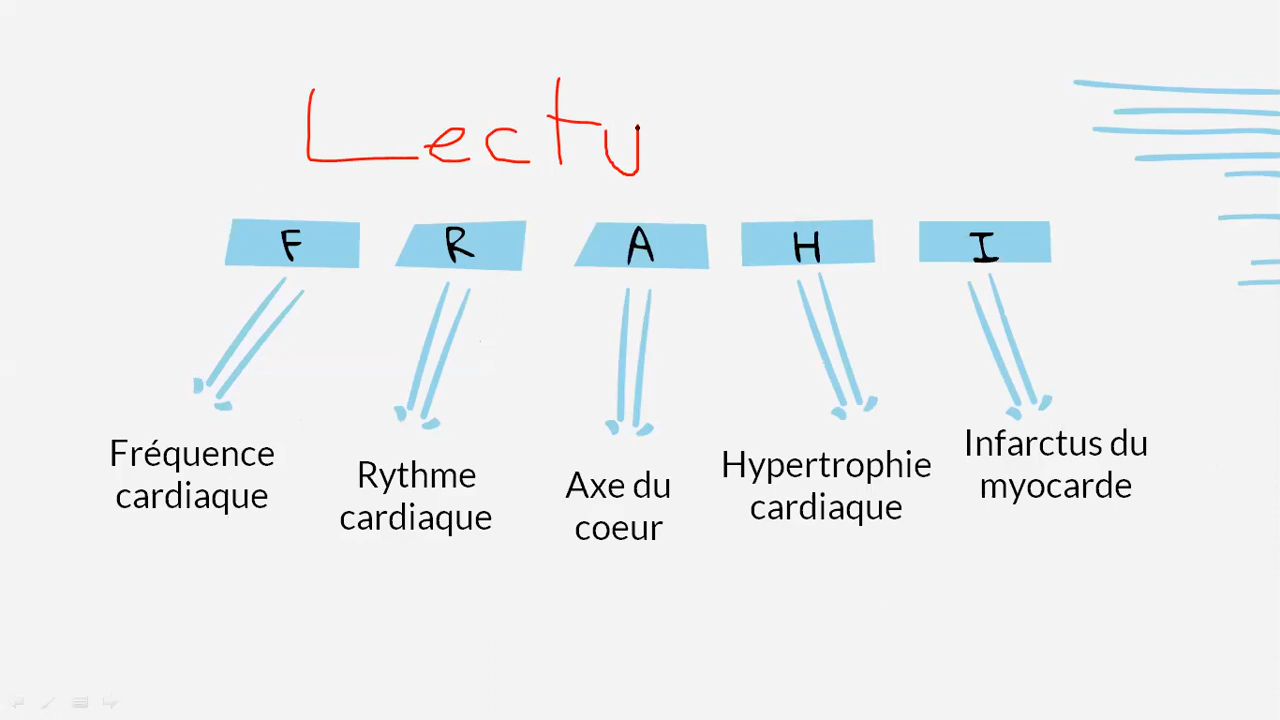 Lectu
F R A H I
Fréquence
cardiaque
Rythme
cardiaque
Axe du
coeur
Hypertrophie
cardiaque
Infarctus du
myocarde